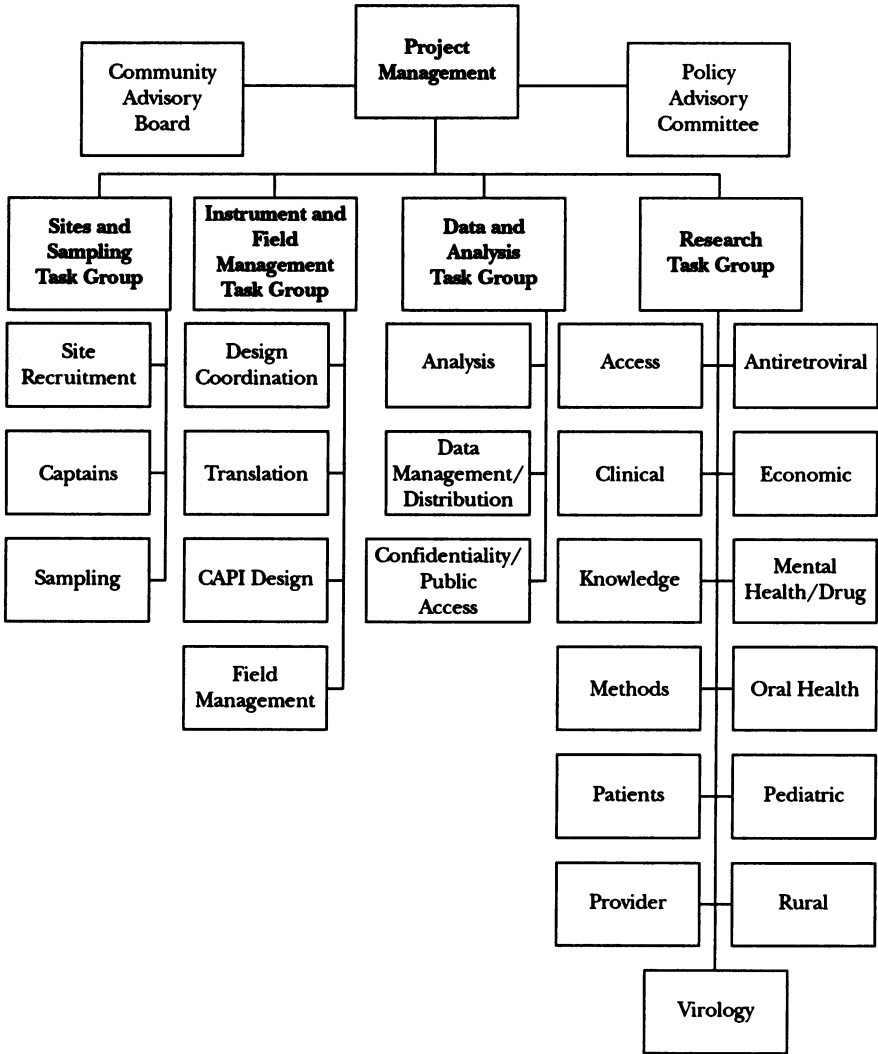 Project
Management
Community
Advisory
Board
Policy
Advisory
Committee
Sites and
Sampling
Task Group
Instrument and
Field
Management
Task Group
Data and
Analysis
Task Group
Research
Task Group
Site
Recruitment
Captains
Sampling
Design
Coordination
Translation
CAPI Design
Field
Management
Analysis
Data
Management/
Distribution
Confidentiality/
Public
Access
Access
Antiretroviral
Clinical
Economic
Knowledge
Mental
Health/Drug
Methods
Oral Health
Patients
Pediatric
Provider
Rural
Virology